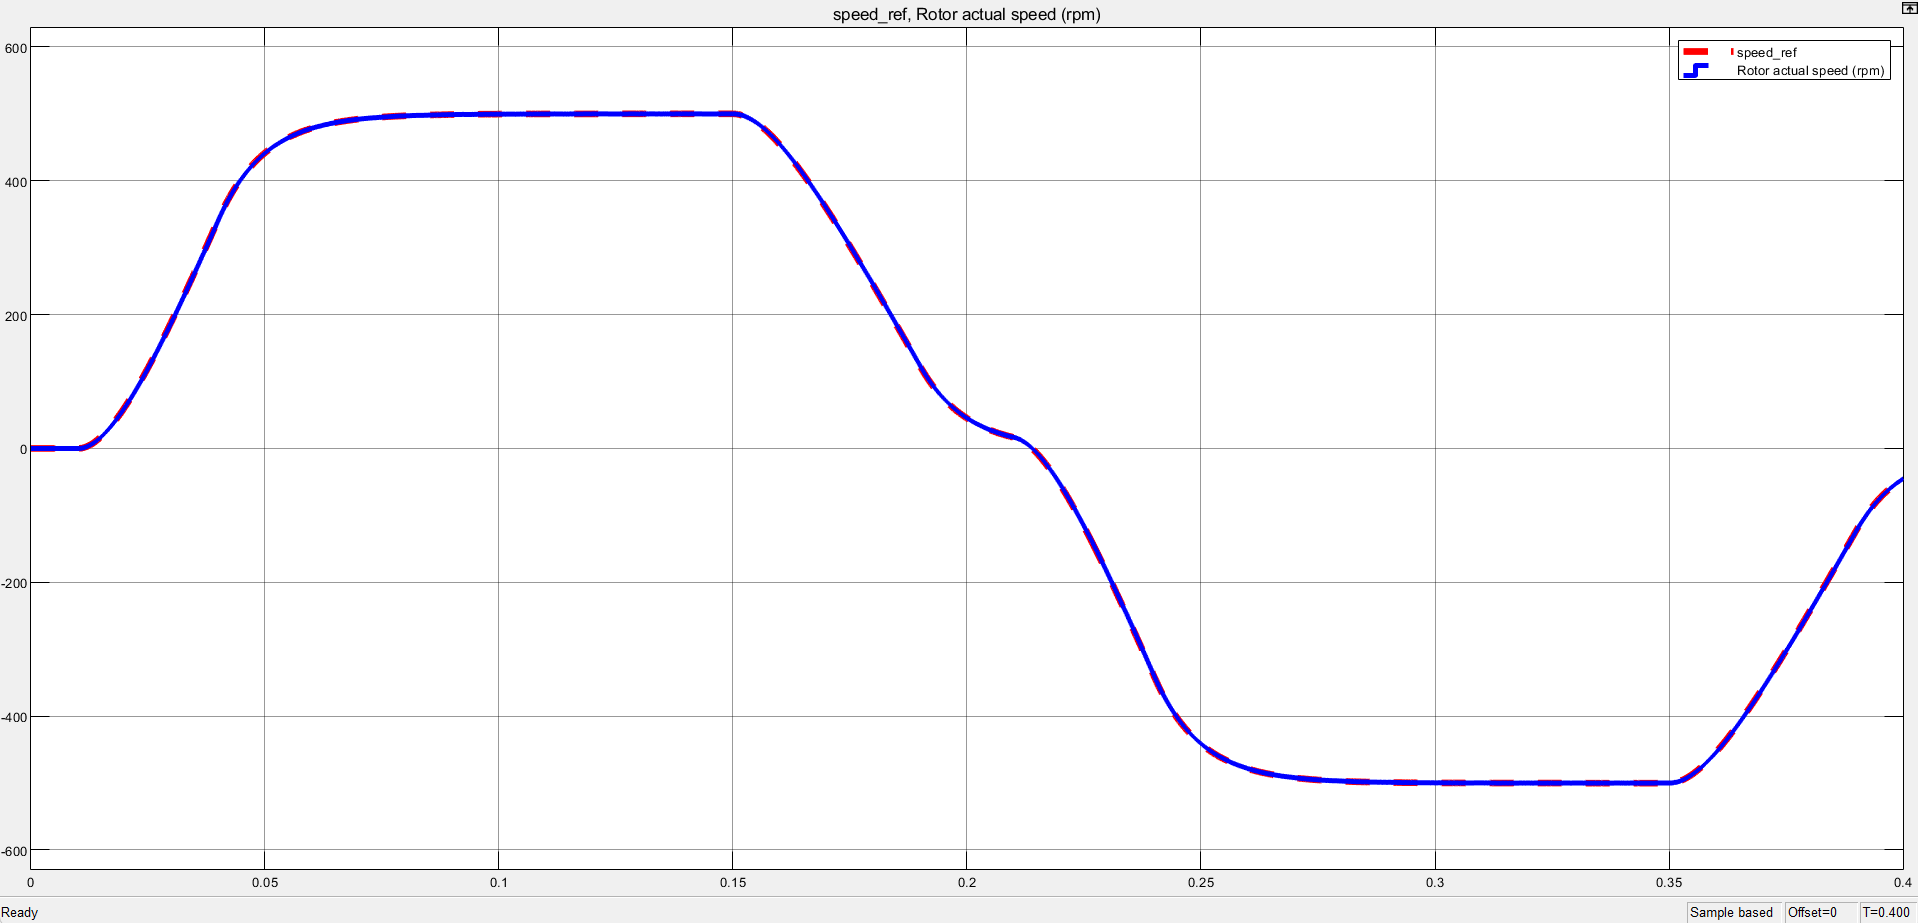 speed_ref, Rotor actual speed (rpm)
speed_ref
Rotor actual speed (rpm)
600
400
200
0
-200
-400
-600
0 0.05 0.1 0.15 0.2 0.25 0.3 0.35 0.4
Ready Sample based Offset=0 T=0.400